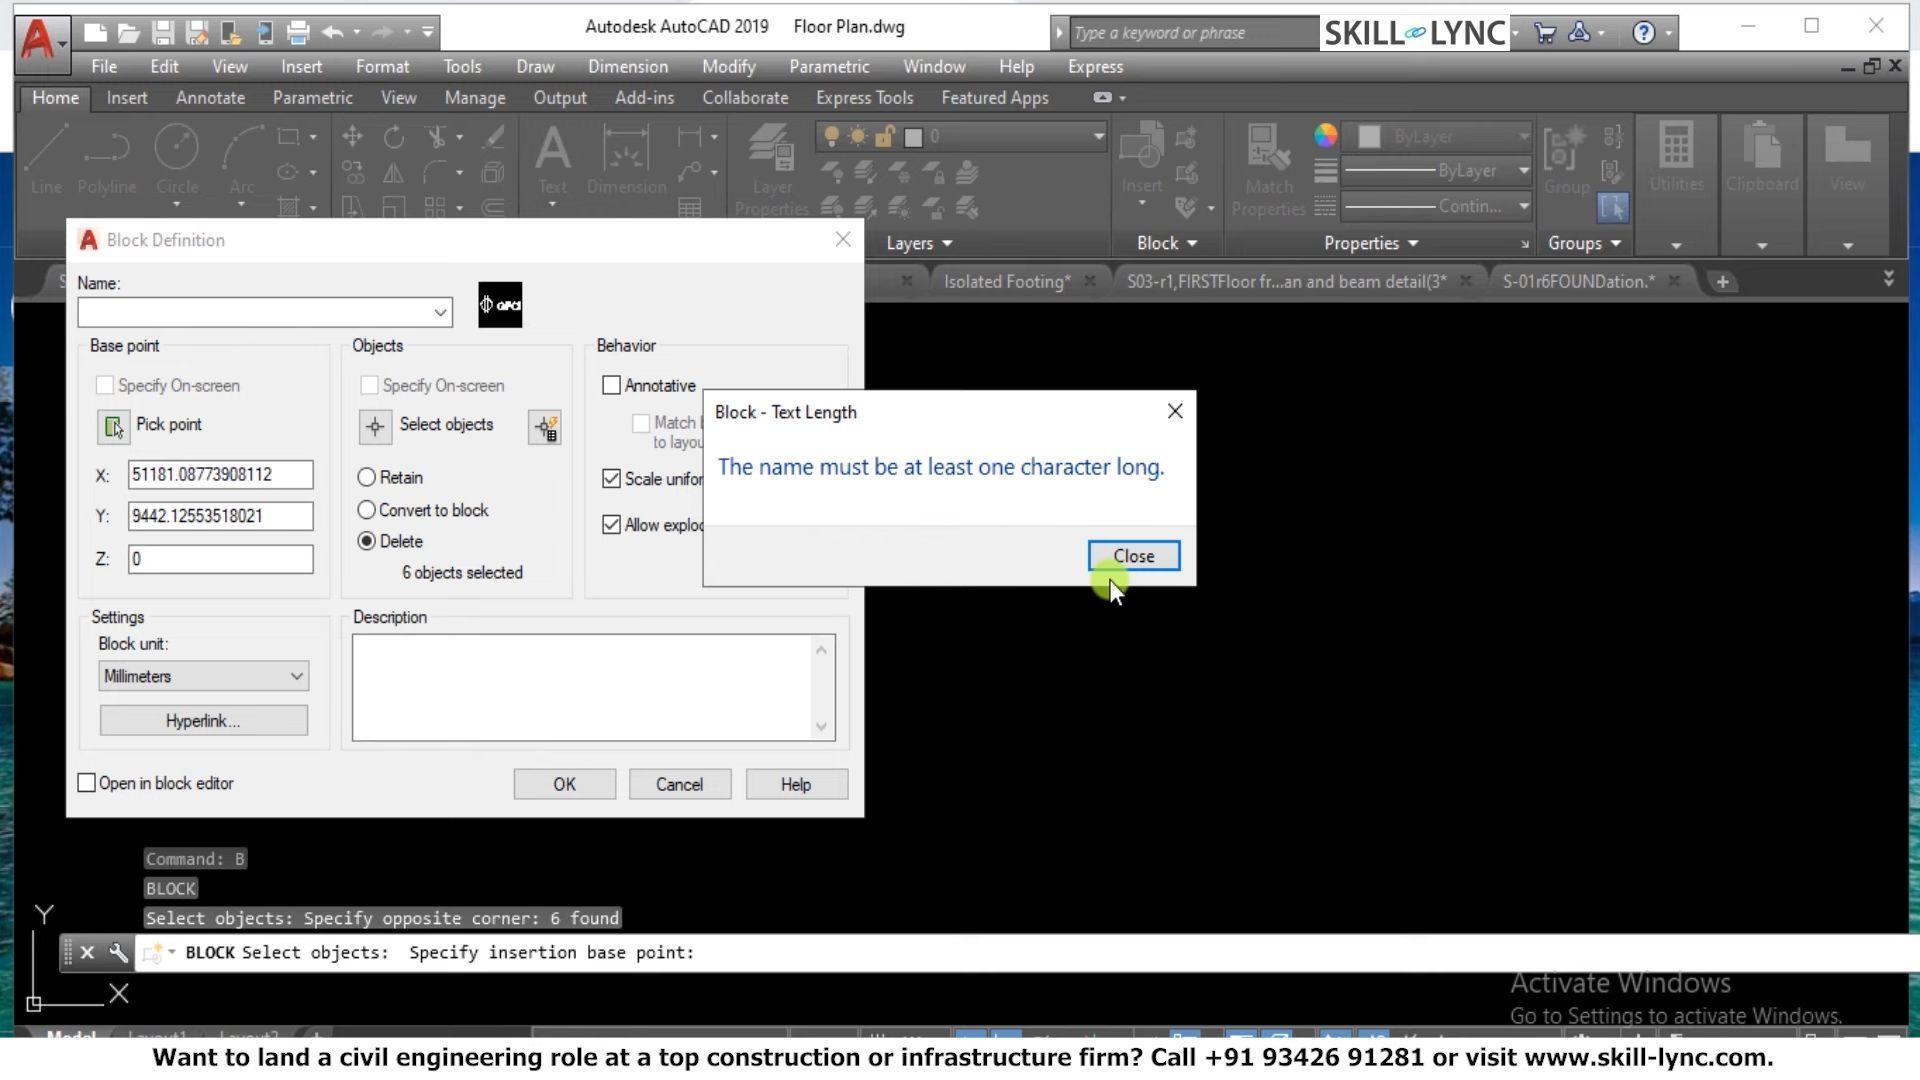 Autodesk AutoCAD 2019 Floor Plan.dwg
Type a keyword or phrase
SKILL LYNC
File Edit View Insert Format Tools Draw Dimension Modify Parametric Window Help Express
Home Insert Annotate Parametric View Manage Output Add-ins Collaborate Express Tools Featured Apps
0
ByLayer
ByLayer
Contin...
Line Polyline Circle Arc
Text Dimension
Layer
Properties
Insert
Match
Properties
Group
Utilities
Clipboard
View
Layers
Block
Properties
Groups
Isolated Footing*
S03-r1,FIRSTFloor fr...an and beam detail(3*
S-01r6FOUNDation.*
Block Definition
Name:
GFCI
Base point
Specify On-screen
Pick point
X: 51181.08773908112
Y: 9442.12553518021
Z: 0
Objects
Specify On-screen
Select objects
Retain
Convert to block
Delete
6 objects selected
Behavior
Annotative
Match
to layou
Scale unifor
Allow explod
Block - Text Length
The name must be at least one character long.
Close
Settings
Block unit:
Millimeters
Hyperlink...
Description
Open in block editor
OK
Cancel
Help
Command: B
BLOCK
Select objects: Specify opposite corner: 6 found
BLOCK Select objects: Specify insertion base point:
Y
X
Activate Windows
Go to Settings to activate Windows.
Model Layout1 Layout2
Want to land a civil engineering role at a top construction or infrastructure firm? Call +91 93426 91281 or visit www.skill-lync.com.